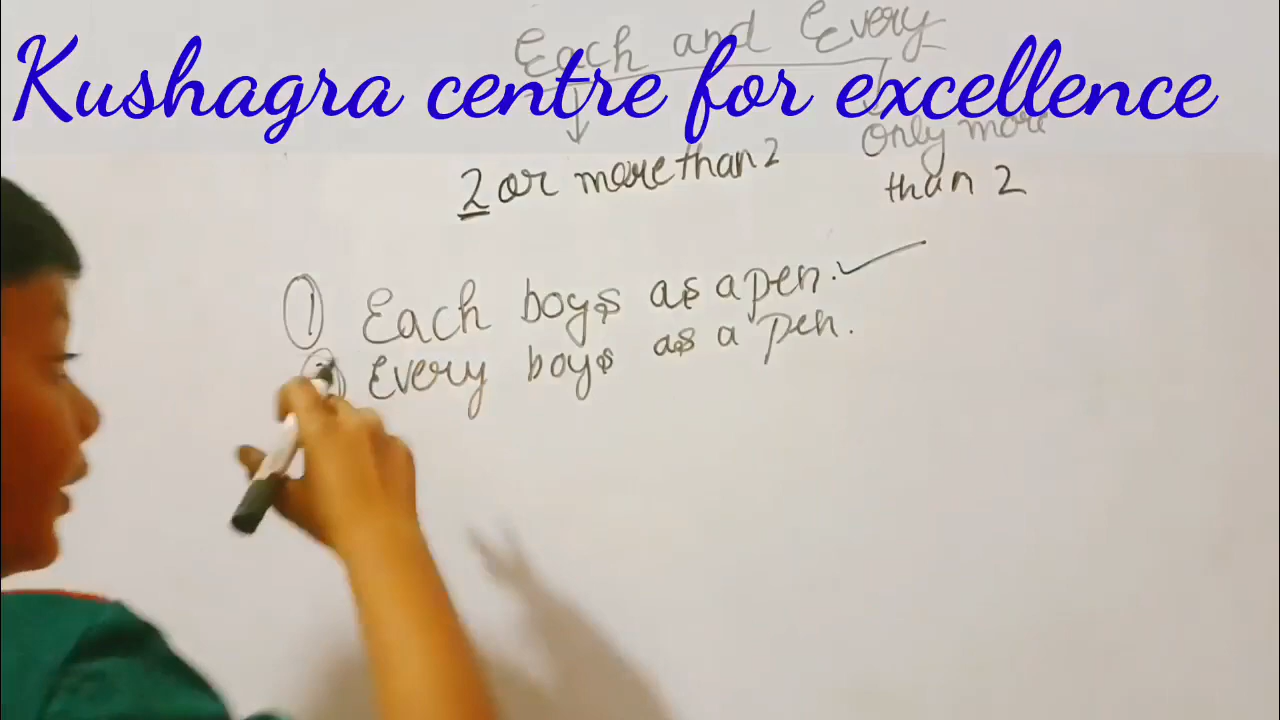 Each and Every
Kushagra centre for excellence
2 or more than 2
only more
than 2
1 Each boys as a pen. ✓
2 Every boys as a pen.